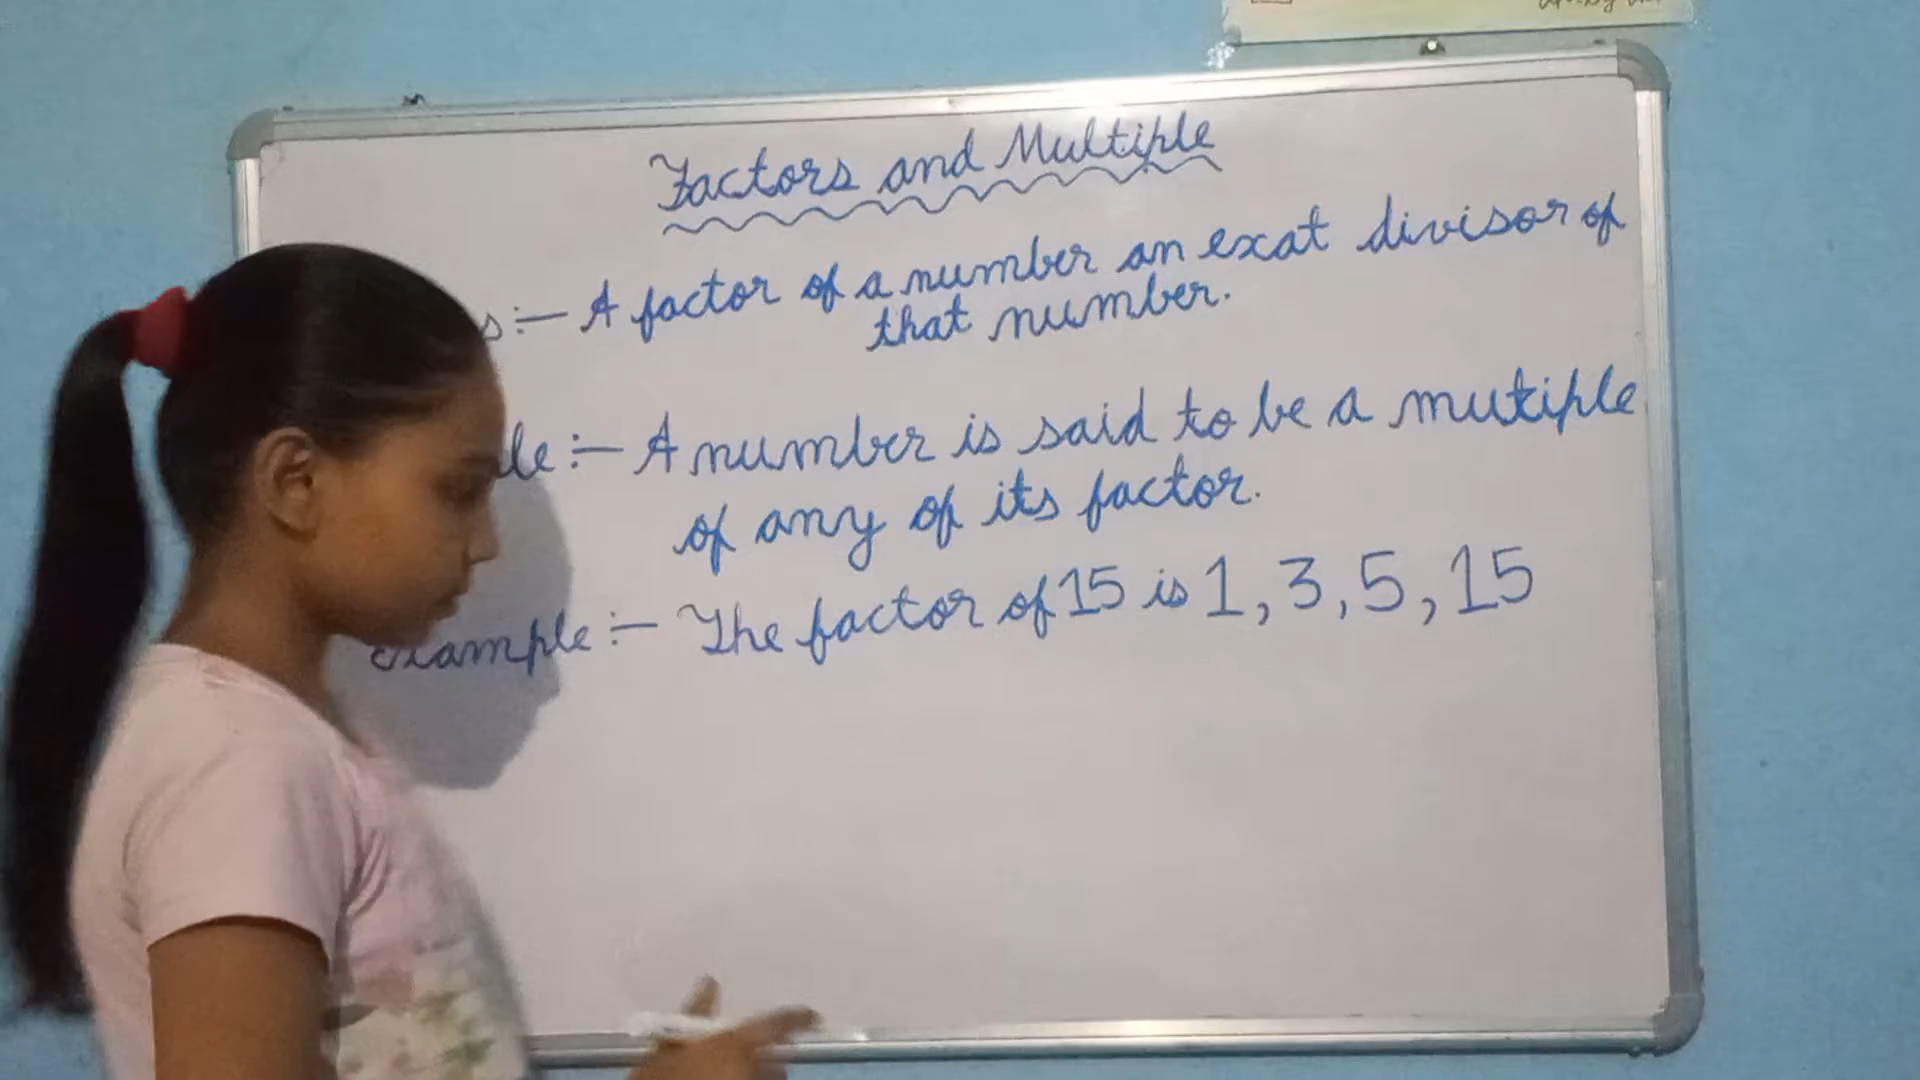 Factors and Multiple
s:- A factor of a number an exat divisor of
that number.
le:- A number is said to be a mutiple
of any of its factor.
Example:- The factor of 15 is 1, 3, 5, 15